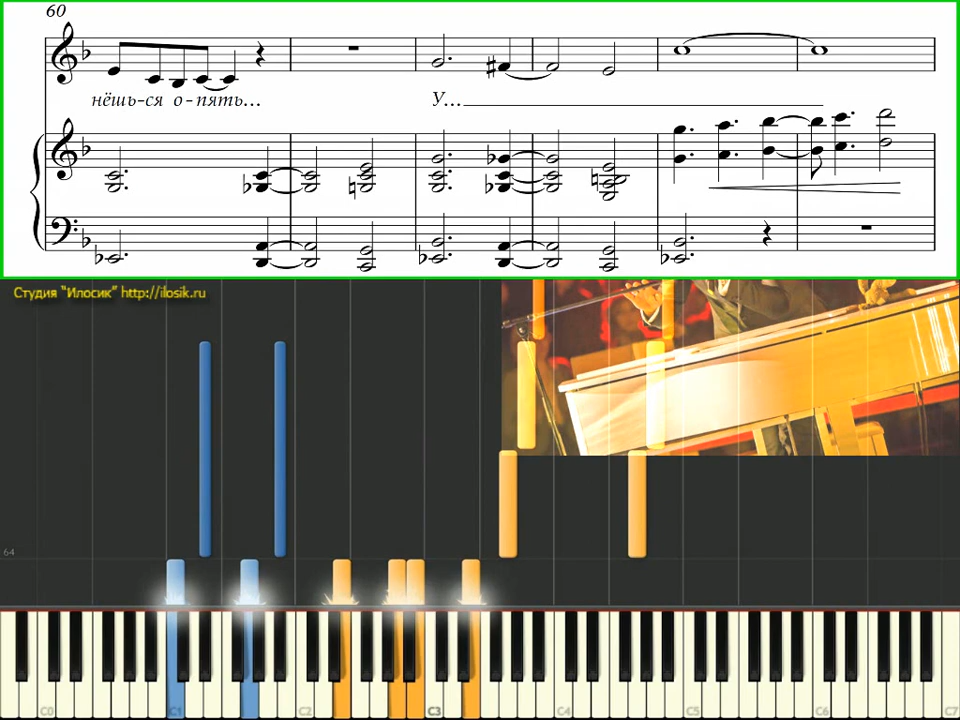 60
нёшь-ся о-пять...
У...
Студия "Илосик" http://ilosik.ru
64
C0 C1 C2 C3 C4 C5 C6 C7